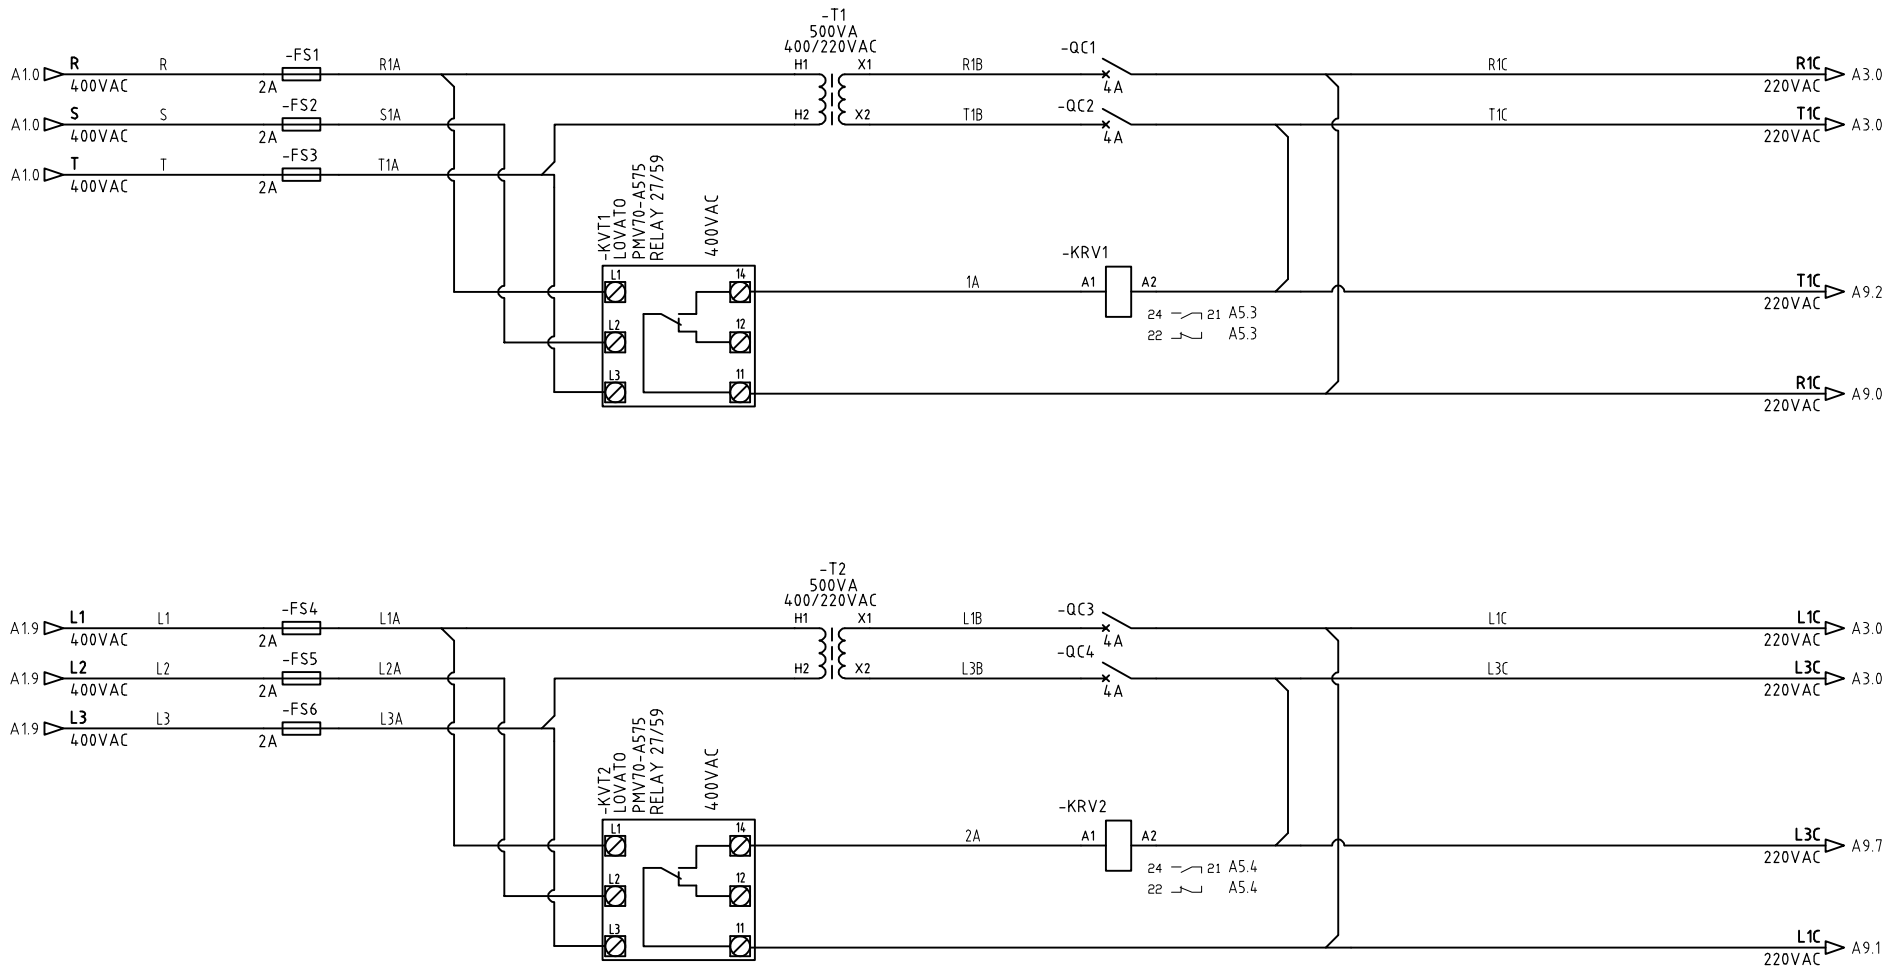 -T1
500VA
400/220VAC
-FS1
-QC1
A1.0 R 400VAC R 2A R1A H1 X1 R1B 4A R1C R1C 220VAC A3.0
-FS2
-QC2
A1.0 S 400VAC S 2A S1A H2 X2 T1B 4A T1C T1C 220VAC A3.0
-FS3
A1.0 T 400VAC T 2A T1A
-KVT1
LOVATO
PMV70-A575
RELAY 27/59
400VAC
-KRV1
L1 14 1A A1 A2 T1C 220VAC A9.2
24 21 A5.3
22 A5.3
L2 12
L3 11 R1C 220VAC A9.0
-T2
500VA
400/220VAC
-FS4
-QC3
A1.9 L1 400VAC L1 2A L1A H1 X1 L1B 4A L1C L1C 220VAC A3.0
-FS5
-QC4
A1.9 L2 400VAC L2 2A L2A H2 X2 L3B 4A L3C L3C 220VAC A3.0
-FS6
A1.9 L3 400VAC L3 2A L3A
-KVT2
LOVATO
PMV70-A575
RELAY 27/59
400VAC
-KRV2
L1 14 2A A1 A2 L3C 220VAC A9.7
24 21 A5.4
22 A5.4
L2 12
L3 11 L1C 220VAC A9.1